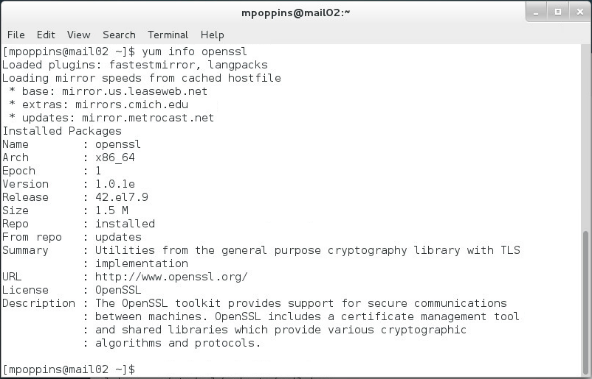 mpoppins@mail02:~
File Edit View Search Terminal Help
[mpoppins@mail02 ~]$ yum info openssl
Loaded plugins: fastestmirror, langpacks
Loading mirror speeds from cached hostfile
 * base: mirror.us.leaseweb.net
 * extras: mirrors.cmich.edu
 * updates: mirror.metrocast.net
Installed Packages
Name        : openssl
Arch        : x86_64
Epoch       : 1
Version     : 1.0.1e
Release     : 42.el7.9
Size        : 1.5 M
Repo        : installed
From repo   : updates
Summary     : Utilities from the general purpose cryptography library with TLS
            : implementation
URL         : http://www.openssl.org/
License     : OpenSSL
Description : The OpenSSL toolkit provides support for secure communications
            : between machines. OpenSSL includes a certificate management tool
            : and shared libraries which provide various cryptographic
            : algorithms and protocols.
[mpoppins@mail02 ~]$